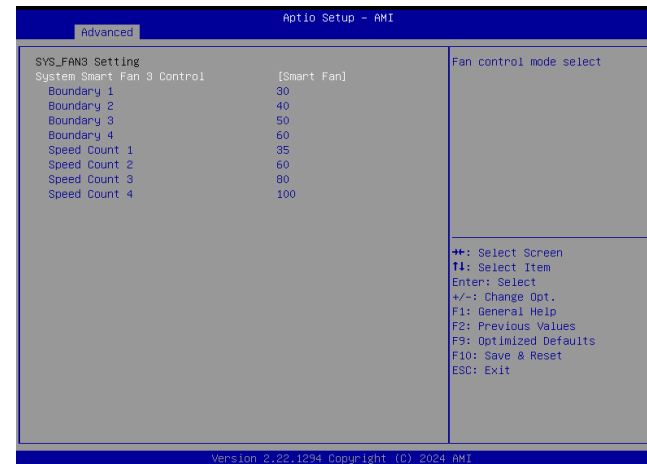 Aptio Setup – AMI
Advanced
SYS_FAN3 Setting
System Smart Fan 3 Control [Smart Fan]
Boundary 1 30
Boundary 2 40
Boundary 3 50
Boundary 4 60
Speed Count 1 35
Speed Count 2 60
Speed Count 3 80
Speed Count 4 100
Fan control mode select
→←: Select Screen
↑↓: Select Item
Enter: Select
+/-: Change Opt.
F1: General Help
F2: Previous Values
F9: Optimized Defaults
F10: Save & Reset
ESC: Exit
Version 2.22.1294 Copyright (C) 2024 AMI